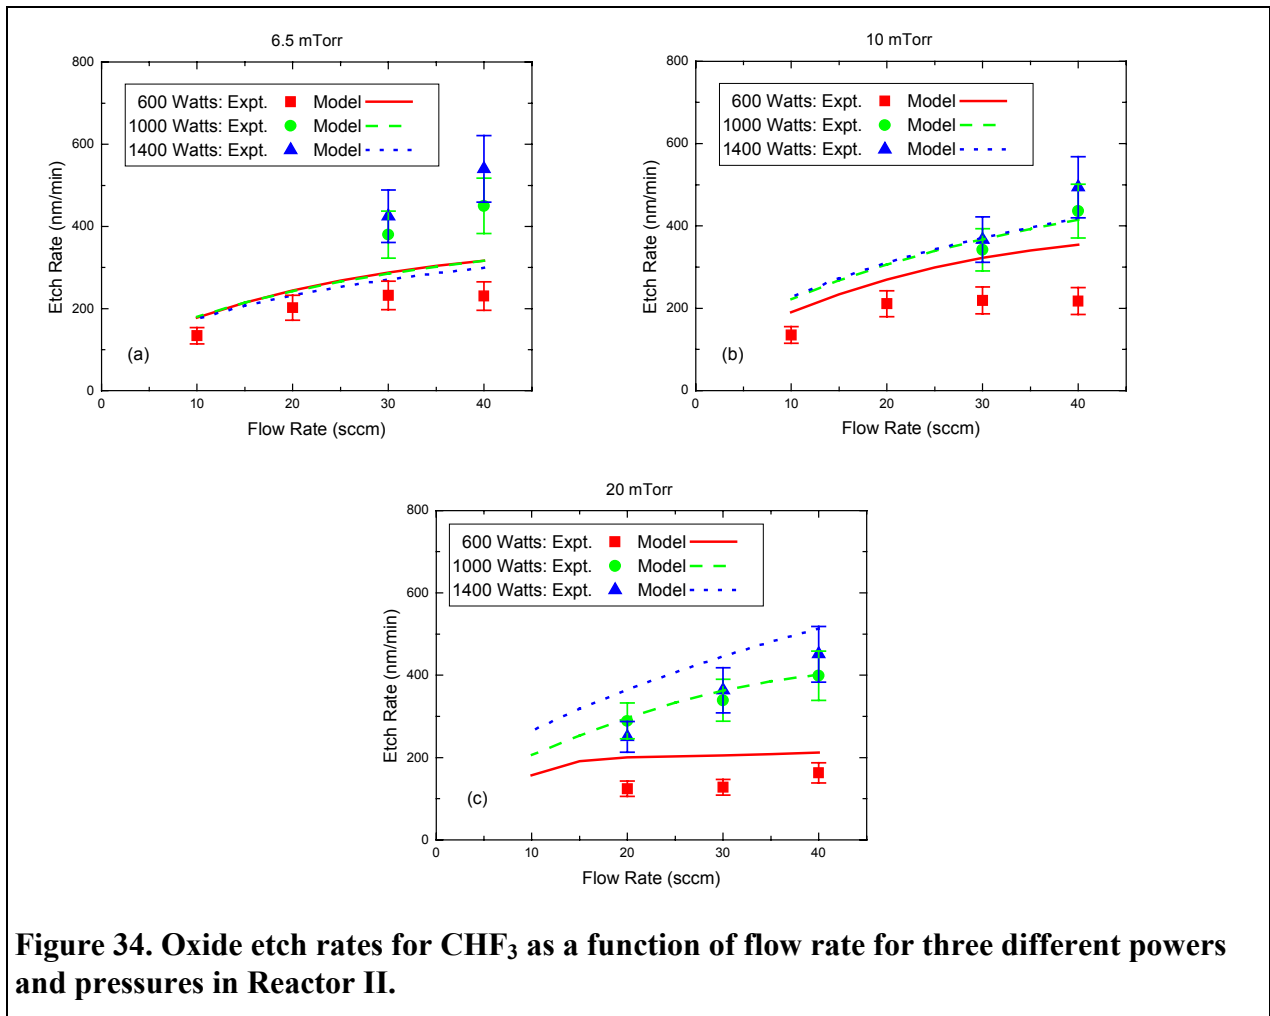 6.5 mTorr
800
600
400
200
0
Etch Rate (nm/min)
600 Watts: Expt. Model
1000 Watts: Expt. Model
1400 Watts: Expt. Model
(a)
0 10 20 30 40
Flow Rate (sccm)
10 mTorr
800
600
400
200
0
Etch Rate (nm/min)
600 Watts: Expt. Model
1000 Watts: Expt. Model
1400 Watts: Expt. Model
(b)
0 10 20 30 40
Flow Rate (sccm)
20 mTorr
800
600
400
200
0
Etch Rate (nm/min)
600 Watts: Expt. Model
1000 Watts: Expt. Model
1400 Watts: Expt. Model
(c)
0 10 20 30 40
Flow Rate (sccm)
Figure 34. Oxide etch rates for CHF₃ as a function of flow rate for three different powers
and pressures in Reactor II.